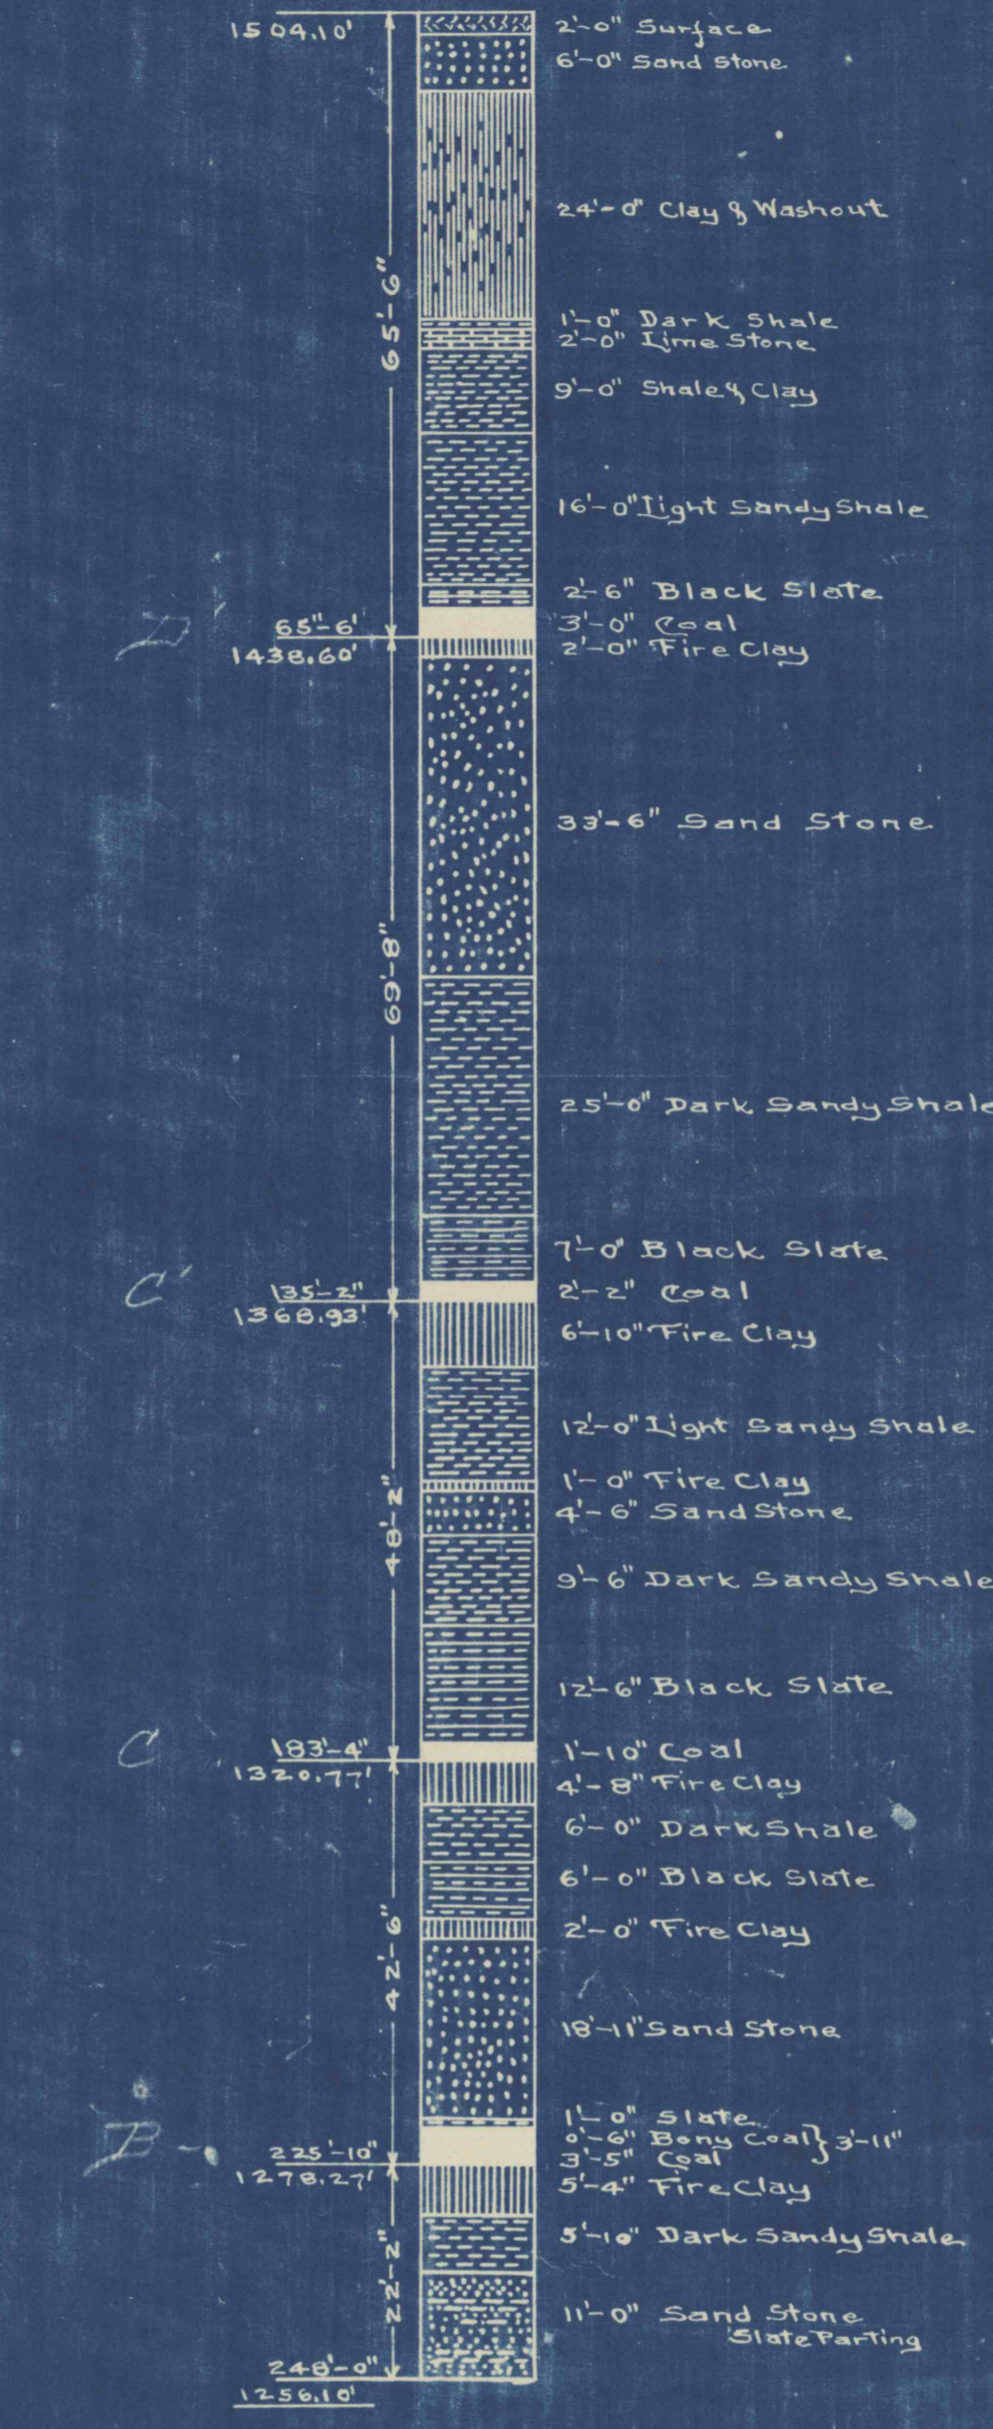 1504.10'
2'-0" Surface
6'-0" Sand Stone
24'-0" Clay & Washout
65'-6"
1'-0" Dark Shale
2'-0" Lime Stone
9'-0" Shale & Clay
16'-0" Light Sandy Shale
2'-6" Black Slate
D'
65"-6'
3'-0" Coal
1438.60'
2'-0" Fire Clay
33'-6" Sand Stone
69'-8"
25'-0" Dark Sandy Shale
7'-0" Black Slate
C'
135'-2"
2'-2" Coal
1368.93'
6'-10" Fire Clay
12'-0" Light Sandy Shale
48'-2"
1'-0" Fire Clay
4'-6" Sand Stone
9'-6" Dark Sandy Shale
12'-6" Black Slate
C
183'-4"
1'-10" Coal
1320.77'
4'-8" Fire Clay
6'-0" Dark Shale
6'-0" Black Slate
42'-6"
2'-0" Fire Clay
18'-11" Sand Stone
1'-0" Slate
B
0'-6" Bony Coal } 3'-11"
225'-10"
3'-5" Coal
1278.27'
5'-4" Fire Clay
22'-2"
5'-10" Dark Sandy Shale
11'-0" Sand Stone
Slate Parting
248'-0"
1256.10'